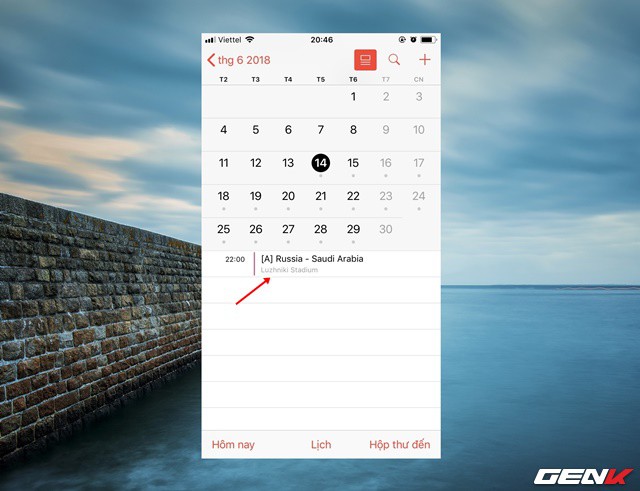 Viettel 20:46
thg 6 2018
T2 T3 T4 T5 T6 T7 CN
1 2 3
4 5 6 7 8 9 10
11 12 13 14 15 16 17
18 19 20 21 22 23 24
25 26 27 28 29 30
22:00 [A] Russia - Saudi Arabia
Luzhniki Stadium
Hôm nay Lịch Hộp thư đến
GENK